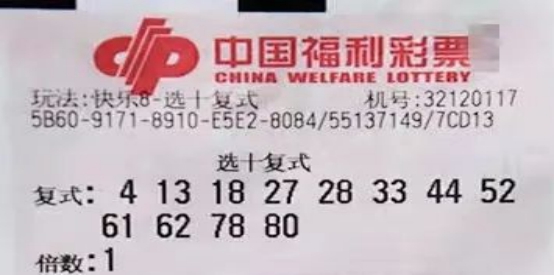 中国福利彩票
CHINA WELFARE LOTTERY
玩法:快乐8-选十复式 机号:32120117
5B60-9171-8910-E5E2-8084/55137149/7CD13
选十复式
复式: 4 13 18 27 28 33 44 52
61 62 78 80
倍数:1